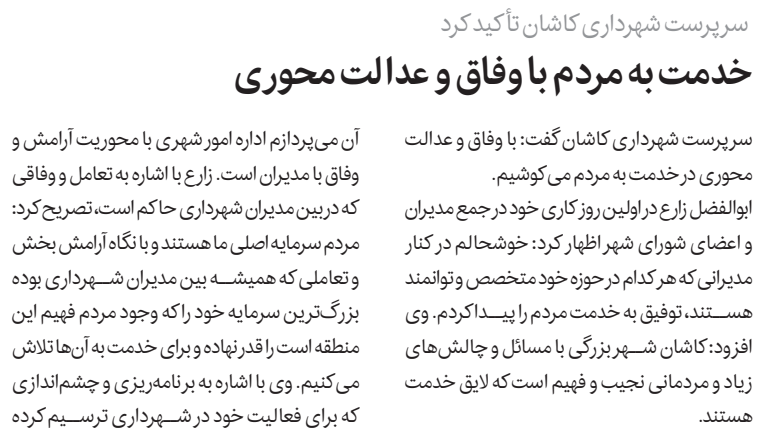 سرپرست شهرداری کاشان تأکید کرد
خدمت به مردم با وفاق و عدالت محوری
سرپرست شهرداری کاشان گفت: با وفاق و عدالت
محوری در خدمت به مردم می کوشیم.
ابوالفضل زارع در اولین روز کاری خود در جمع مدیران
و اعضای شورای شهر اظهار کرد: خوشحالم در کنار
مدیرانی که هر کدام در حوزه خود متخصص و توانمند
هستند، توفیق به خدمت مردم را پیدا کردم. وی
افزود: کاشان شهر بزرگی با مسائل و چالش‌های
زیاد و مردمانی نجیب و فهیم است که لایق خدمت
هستند.
آن می‌پردازم اداره امور شهری با محوریت آرامش و
وفاق با مدیران است. زارع با اشاره به تعامل و وفاقی
که در بین مدیران شهرداری حاکم است، تصریح کرد:
مردم سرمایه اصلی ما هستند و با نگاه آرامش بخش
و تعاملی که همیشه بین مدیران شهرداری بوده
بزرگ‌ترین سرمایه خود را که وجود مردم فهیم این
منطقه است را قدر نهاده و برای خدمت به آن‌ها تلاش
می‌کنیم. وی با اشاره به برنامه‌ریزی و چشم‌اندازی
که برای فعالیت خود در شهرداری ترسیم کرده